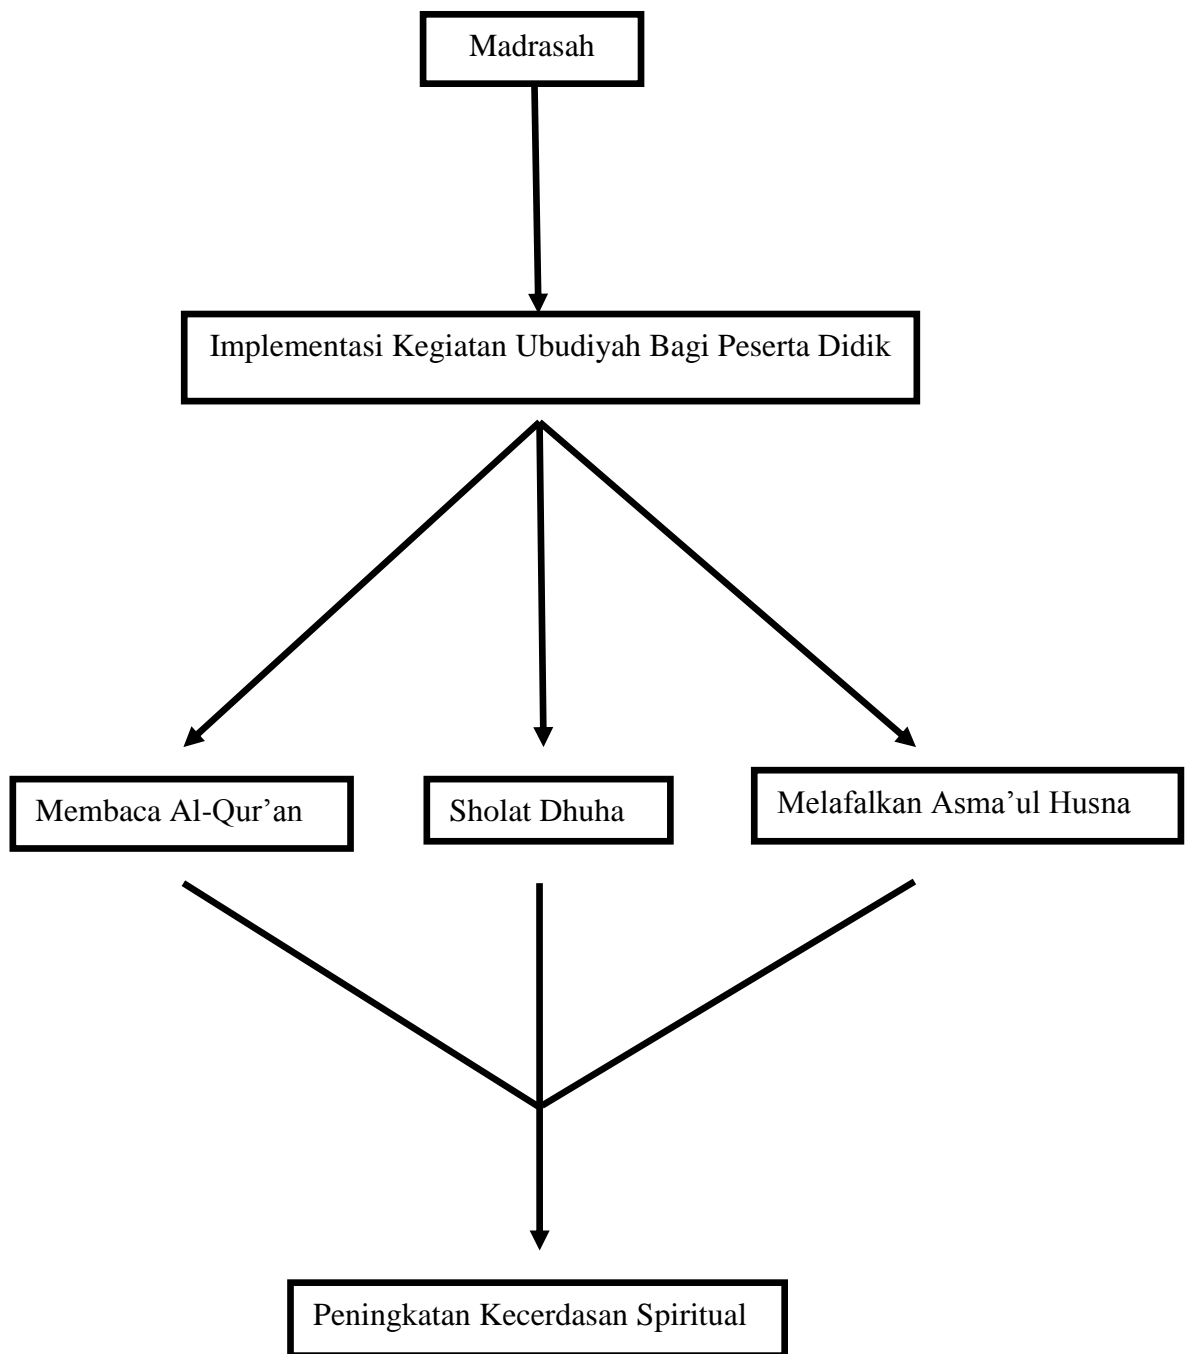 Madrasah
Implementasi Kegiatan Ubudiyah Bagi Peserta Didik
Membaca Al-Qur’an
Sholat Dhuha
Melafalkan Asma’ul Husna
Peningkatan Kecerdasan Spiritual